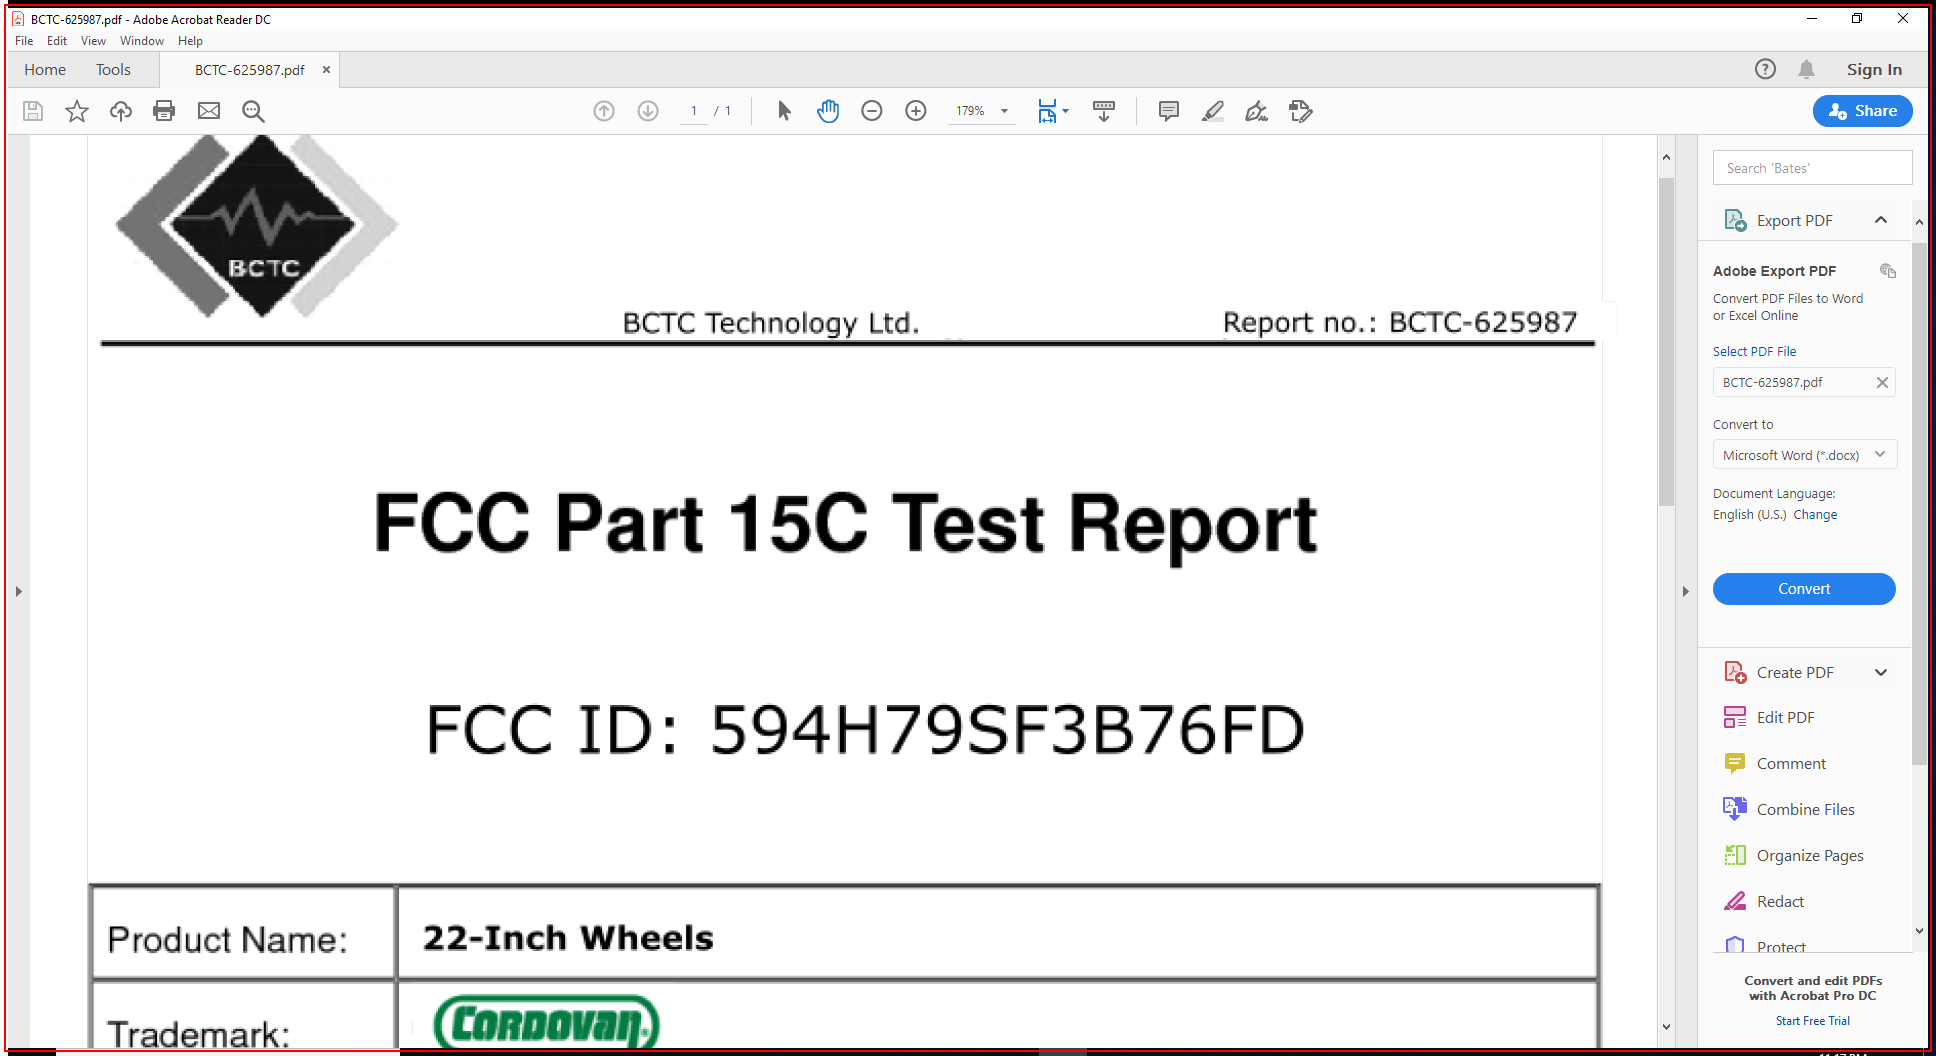 BCTC-625987.pdf - Adobe Acrobat Reader DC
File Edit View Window Help
Home Tools BCTC-625987.pdf × Sign In
1 / 1 179% Share
BCTC
BCTC Technology Ltd. Report no.: BCTC-625987
FCC Part 15C Test Report
FCC ID: 594H79SF3B76FD
Product Name: 22-Inch Wheels
Trademark: CORDOVAN
Search 'Bates'
Export PDF
Adobe Export PDF
Convert PDF Files to Word
or Excel Online
Select PDF File
BCTC-625987.pdf
Convert to
Microsoft Word (*.docx)
Document Language:
English (U.S.) Change
Convert
Create PDF
Edit PDF
Comment
Combine Files
Organize Pages
Redact
Protect
Convert and edit PDFs
with Acrobat Pro DC
Start Free Trial